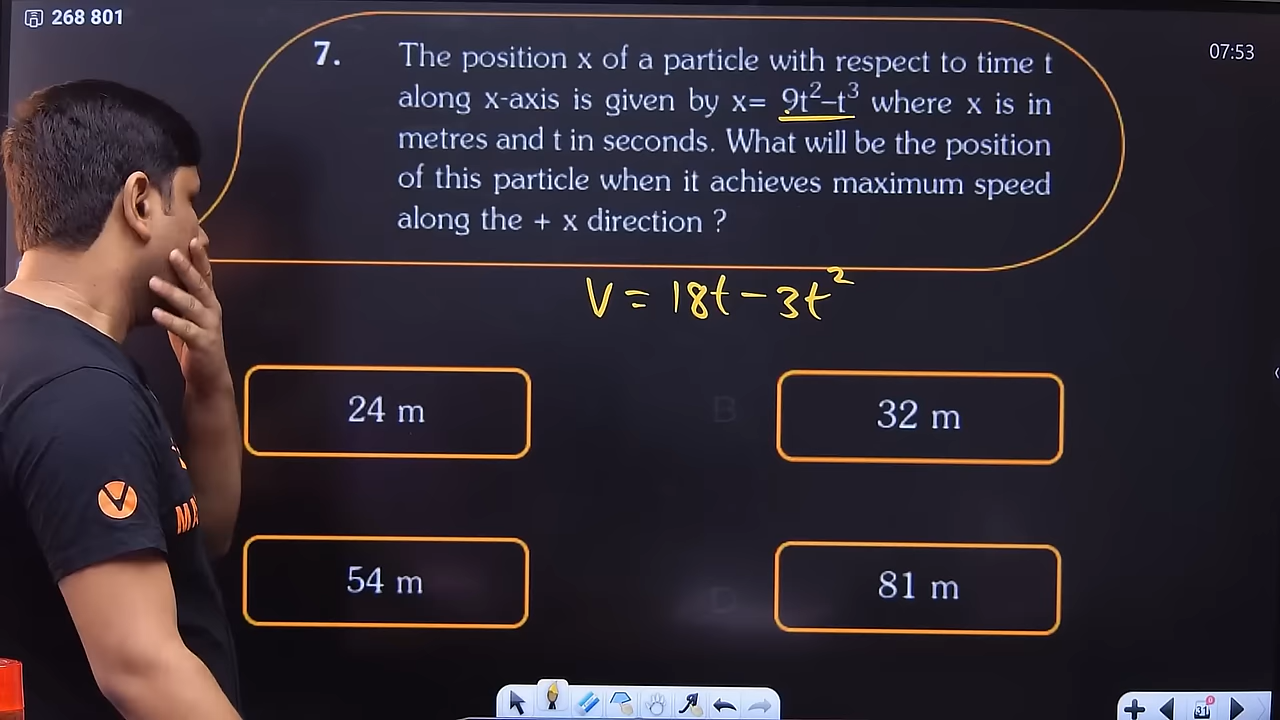 268 801
07:53
7. The position x of a particle with respect to time t
along x-axis is given by x= 9t²–t³ where x is in
metres and t in seconds. What will be the position
of this particle when it achieves maximum speed
along the + x direction ?
V = 18t - 3t²
24 m
B
32 m
54 m
D
81 m
V
31